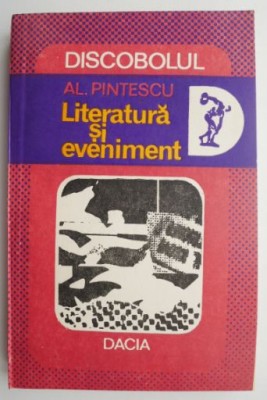 DISCOBOLUL
AL. PINTESCU
Literatură
și
eveniment
DACIA